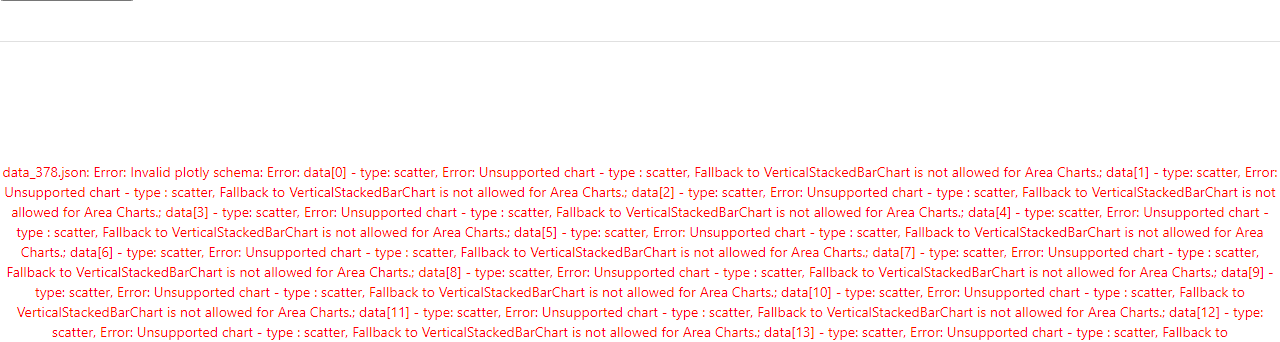 data_378.json: Error: Invalid plotly schema: Error: data[0] - type: scatter, Error: Unsupported chart - type : scatter, Fallback to VerticalStackedBarChart is not allowed for Area Charts.; data[1] - type: scatter, Error:
Unsupported chart - type : scatter, Fallback to VerticalStackedBarChart is not allowed for Area Charts.; data[2] - type: scatter, Error: Unsupported chart - type : scatter, Fallback to VerticalStackedBarChart is not
allowed for Area Charts.; data[3] - type: scatter, Error: Unsupported chart - type : scatter, Fallback to VerticalStackedBarChart is not allowed for Area Charts.; data[4] - type: scatter, Error: Unsupported chart -
type : scatter, Fallback to VerticalStackedBarChart is not allowed for Area Charts.; data[5] - type: scatter, Error: Unsupported chart - type : scatter, Fallback to VerticalStackedBarChart is not allowed for Area
Charts.; data[6] - type: scatter, Error: Unsupported chart - type : scatter, Fallback to VerticalStackedBarChart is not allowed for Area Charts.; data[7] - type: scatter, Error: Unsupported chart - type : scatter,
Fallback to VerticalStackedBarChart is not allowed for Area Charts.; data[8] - type: scatter, Error: Unsupported chart - type : scatter, Fallback to VerticalStackedBarChart is not allowed for Area Charts.; data[9] -
type: scatter, Error: Unsupported chart - type : scatter, Fallback to VerticalStackedBarChart is not allowed for Area Charts.; data[10] - type: scatter, Error: Unsupported chart - type : scatter, Fallback to
VerticalStackedBarChart is not allowed for Area Charts.; data[11] - type: scatter, Error: Unsupported chart - type : scatter, Fallback to VerticalStackedBarChart is not allowed for Area Charts.; data[12] - type:
scatter, Error: Unsupported chart - type : scatter, Fallback to VerticalStackedBarChart is not allowed for Area Charts.; data[13] - type: scatter, Error: Unsupported chart - type : scatter, Fallback to